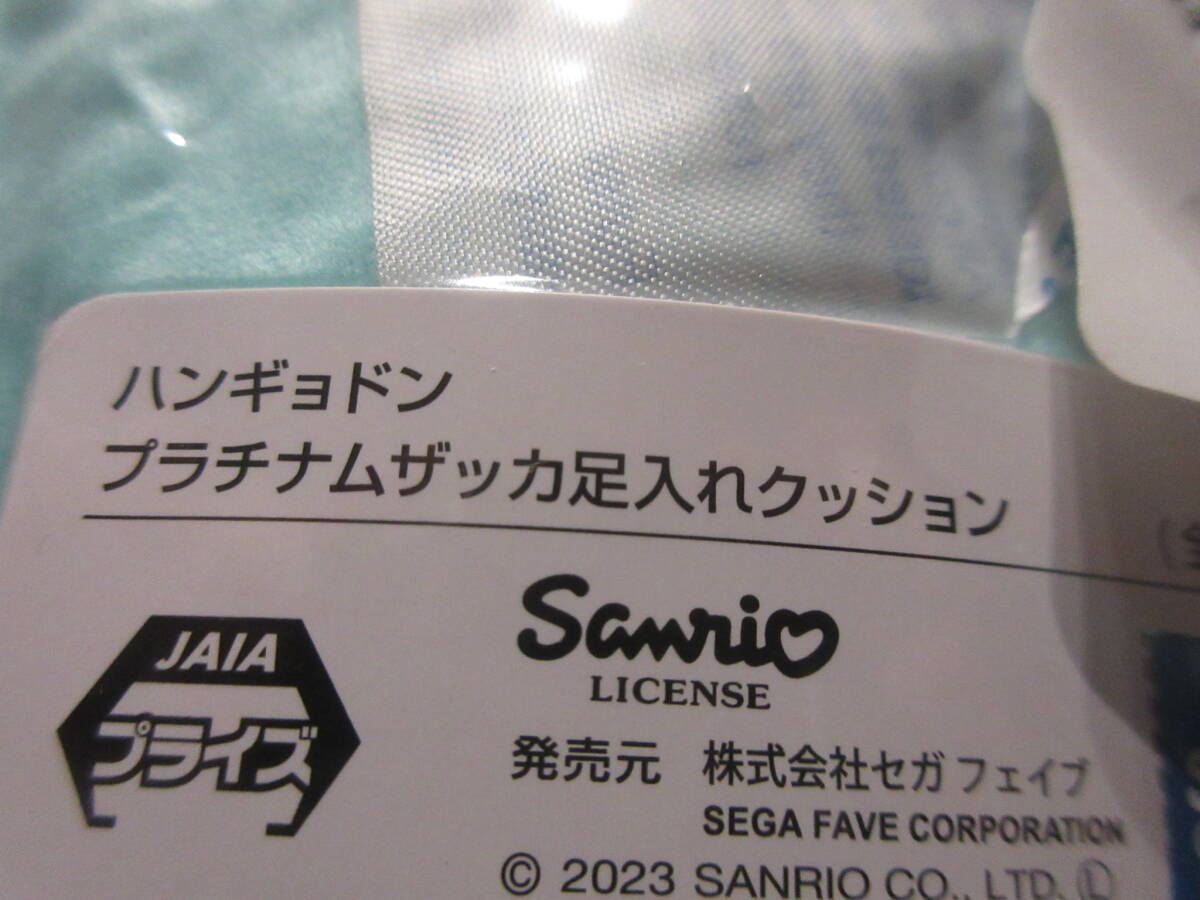 ハンギョドン
プラチナムザッカ足入れクッション
JAIA
プライズ
Sanrio
LICENSE
発売元 株式会社セガ フェイブ
SEGA FAVE CORPORATION
© 2023 SANRIO CO., LTD. Ⓛ